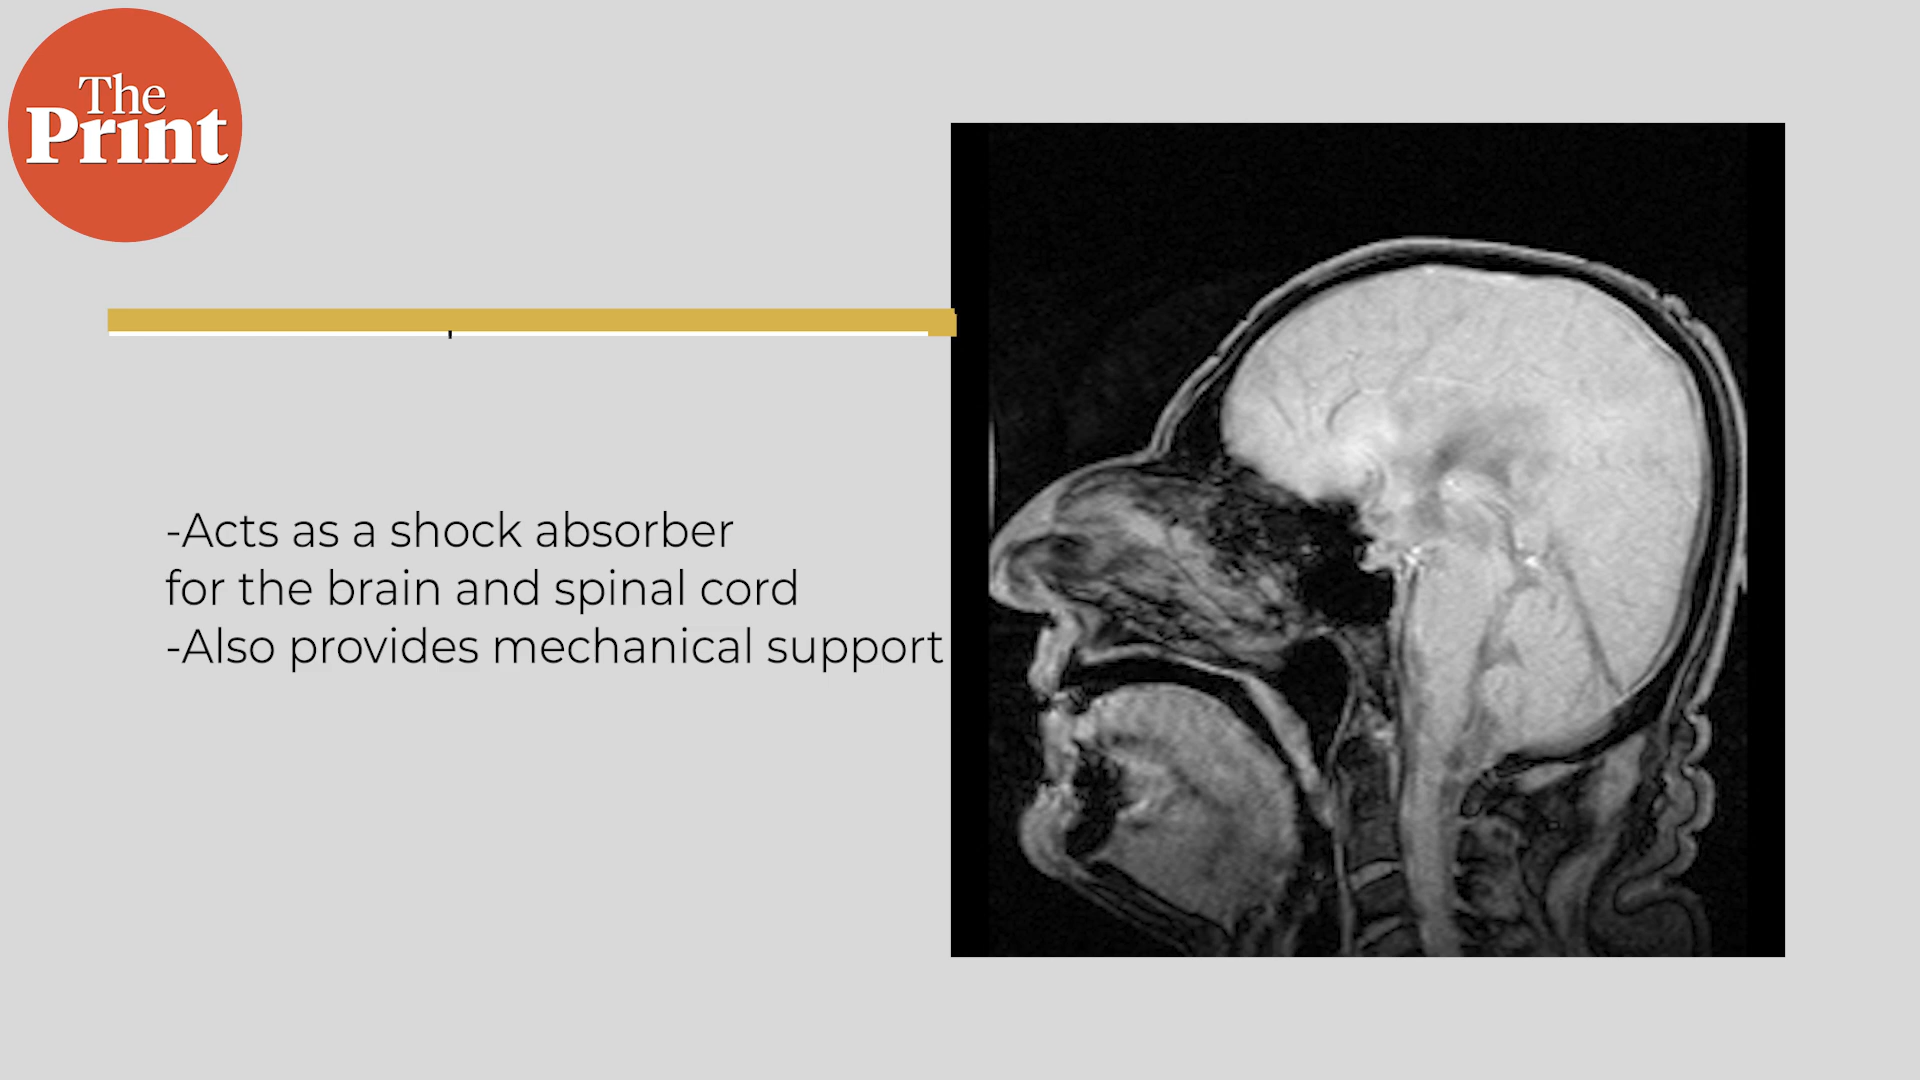 The
Print
-Acts as a shock absorber
for the brain and spinal cord
-Also provides mechanical support